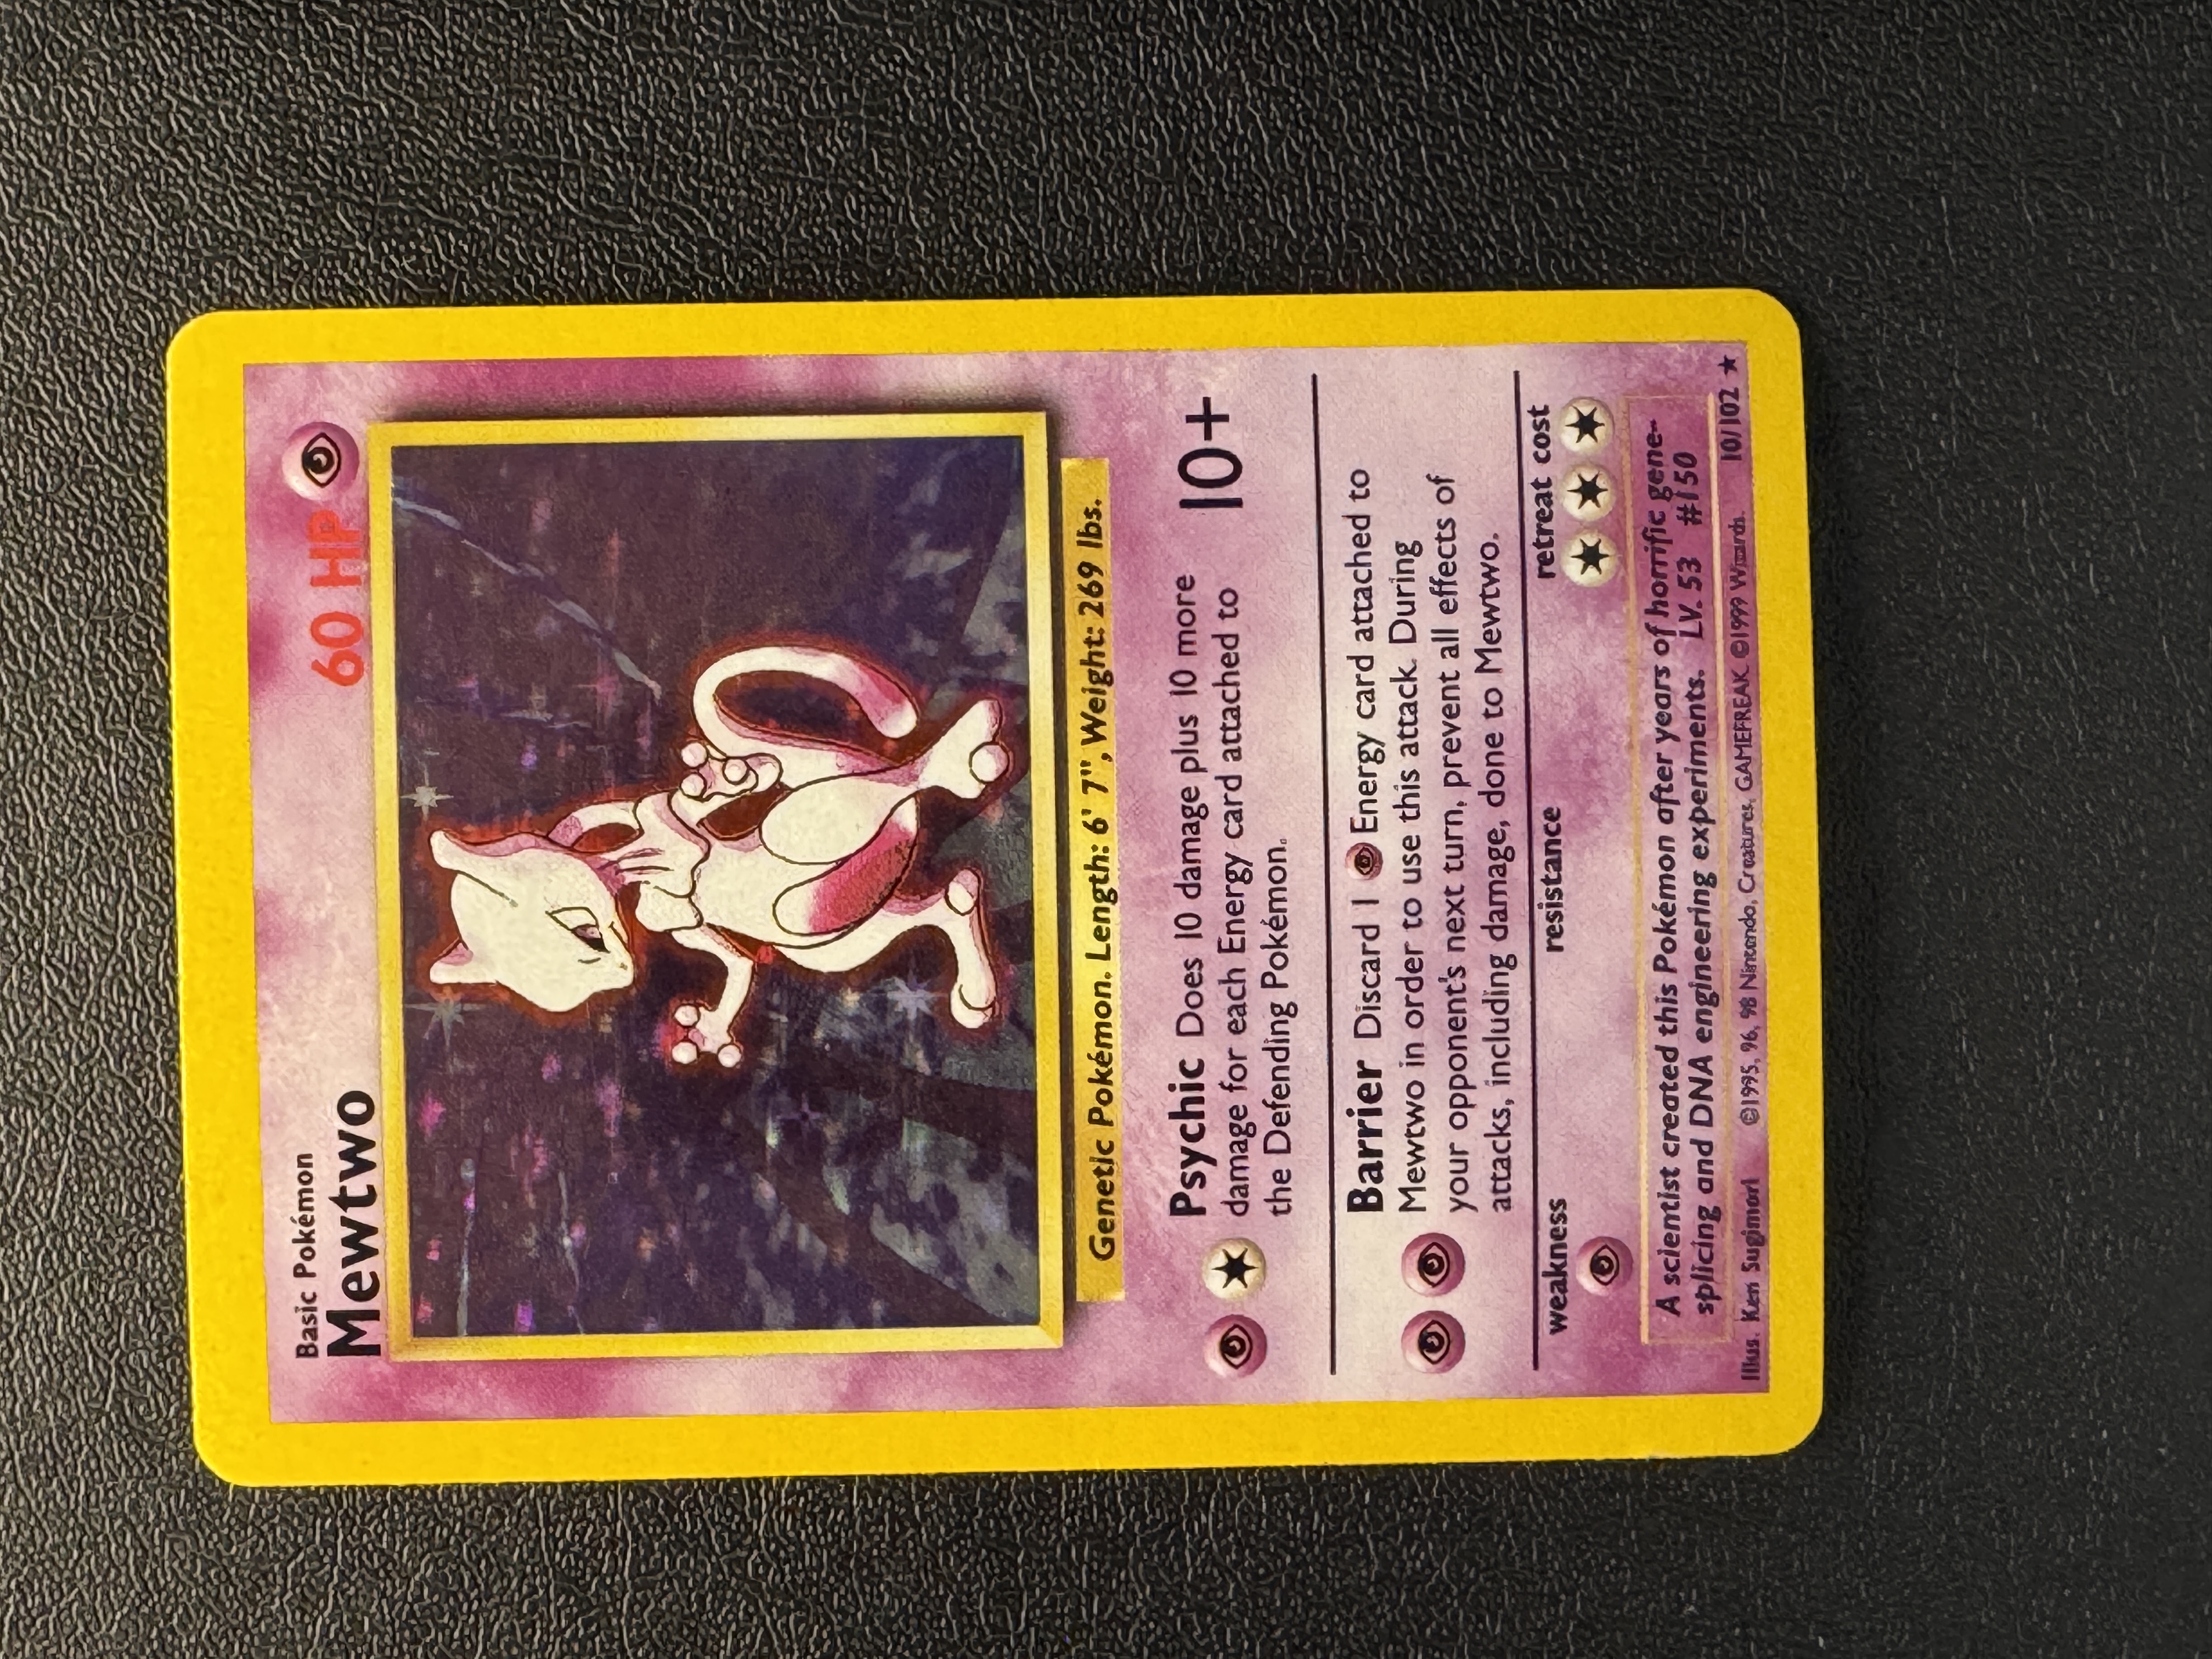 Basic Pokémon
Mewtwo
60 HP
Genetic Pokémon. Length: 6' 7", Weight: 269 lbs.
Psychic Does 10 damage plus 10 more
damage for each Energy card attached to
the Defending Pokémon.
10+
Barrier Discard 1 Energy card attached to
Mewtwo in order to use this attack. During
your opponent's next turn, prevent all effects of
attacks, including damage, done to Mewtwo.
weakness
resistance
retreat cost
A scientist created this Pokémon after years of horrific gene-
splicing and DNA engineering experiments. LV. 53 #150
Illus. Ken Sugimori ©1995, 96, 98 Nintendo, Creatures, GAMEFREAK. ©1999 Wizards. 10/102 ★